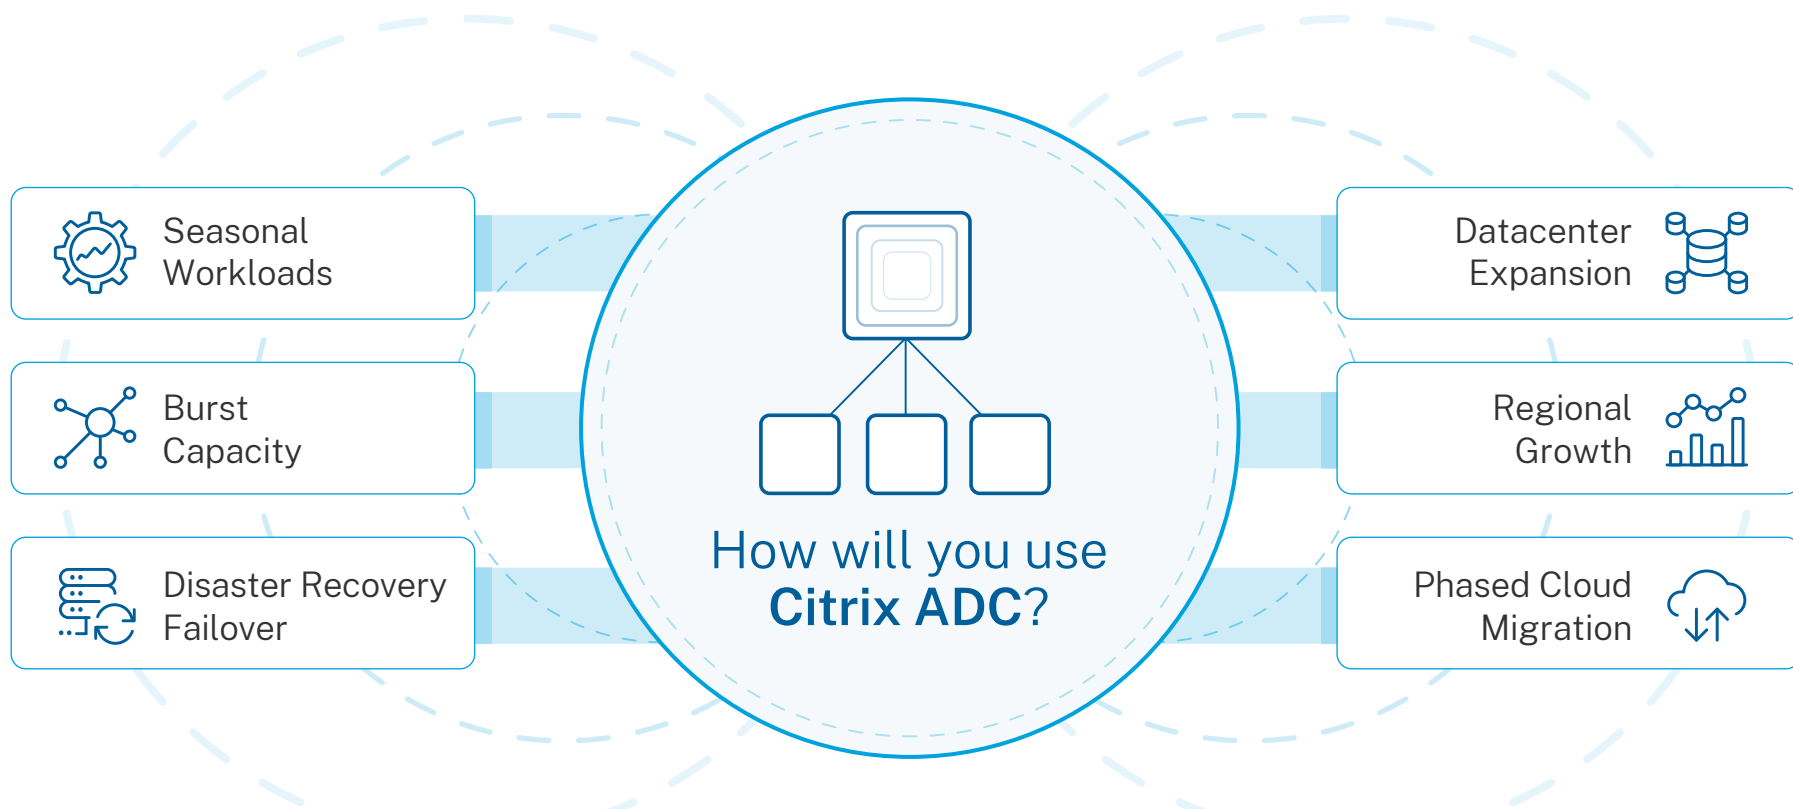 Seasonal
Workloads
Burst
Capacity
Disaster Recovery
Failover
How will you use
Citrix ADC?
Datacenter
Expansion
Regional
Growth
Phased Cloud
Migration